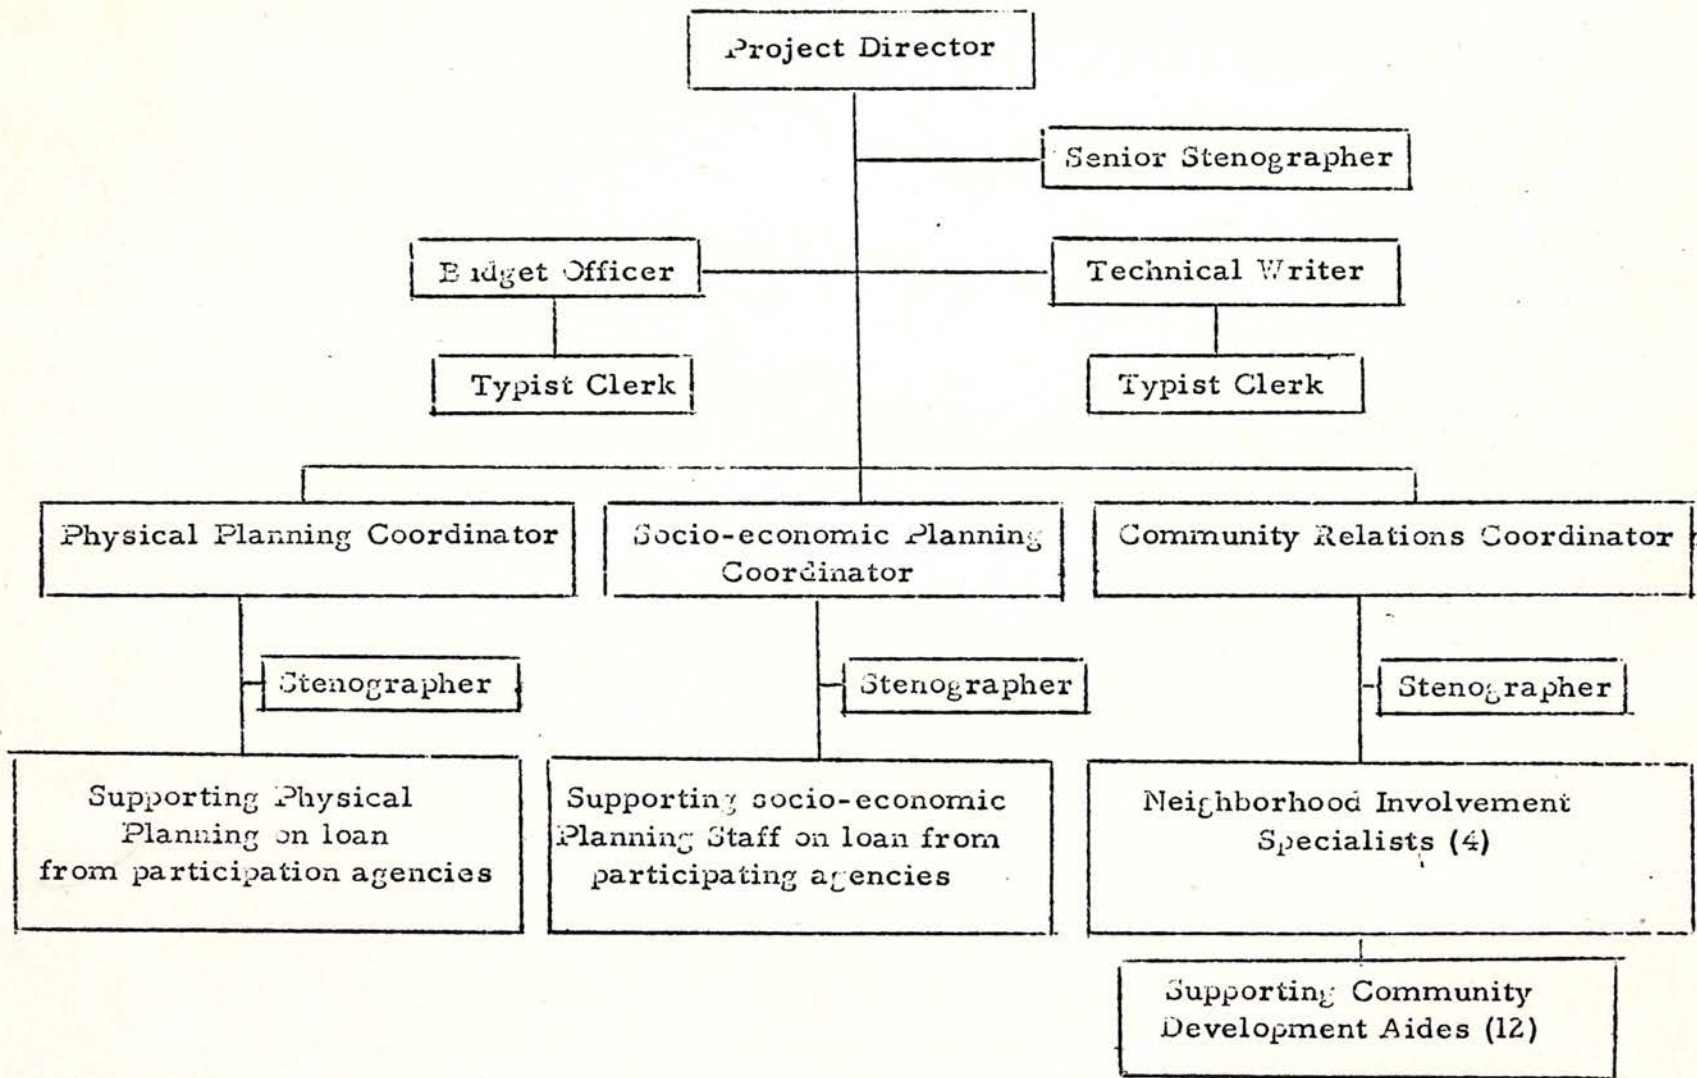 Project Director
Senior Stenographer
Budget Officer
Technical Writer
Typist Clerk
Typist Clerk
Physical Planning Coordinator
Socio-economic Planning
Coordinator
Community Relations Coordinator
Stenographer
Stenographer
Stenographer
Supporting Physical
Planning on loan
from participation agencies
Supporting socio-economic
Planning Staff on loan from
participating agencies
Neighborhood Involvement
Specialists (4)
Supporting Community
Development Aides (12)